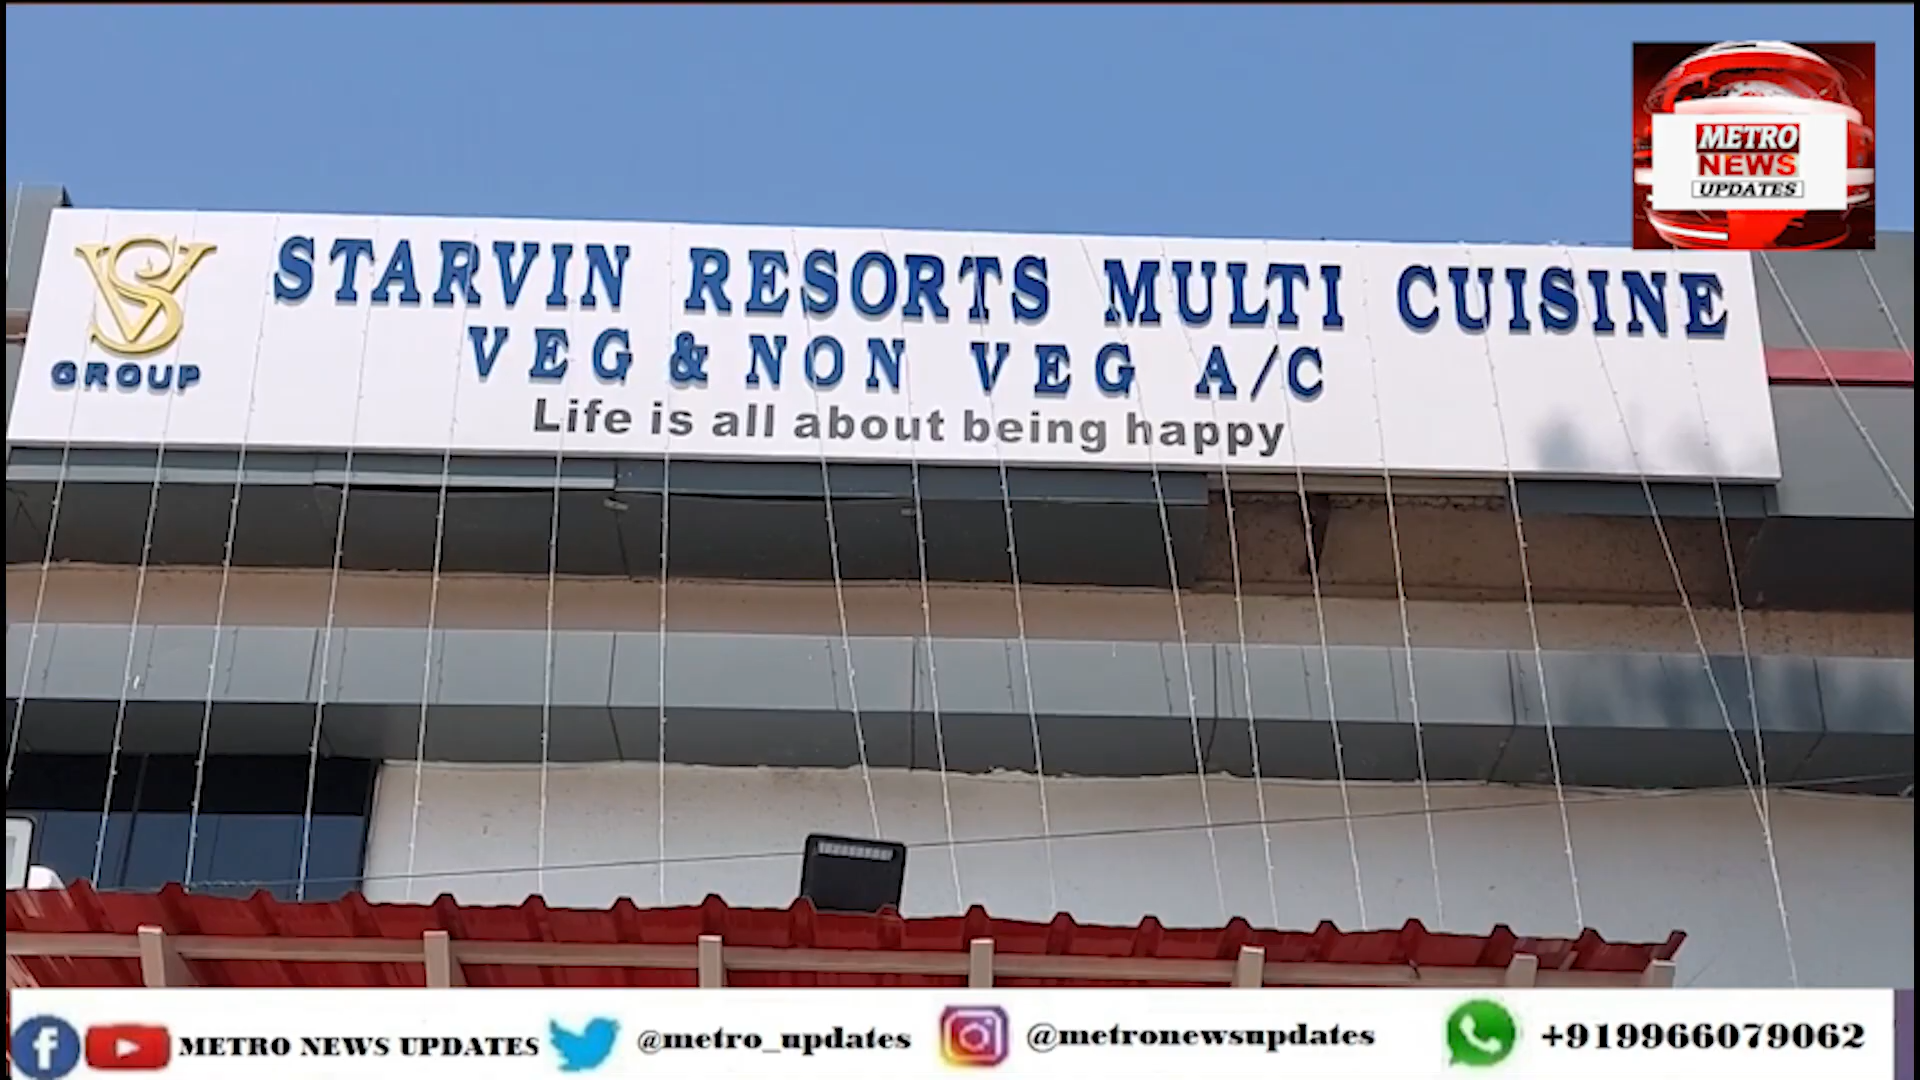 METRO
NEWS
UPDATES
SV
GROUP
STARVIN RESORTS MULTI CUISINE
VEG & NON VEG A/C
Life is all about being happy
METRO NEWS UPDATES @metro_updates @metronewsupdates +919966079062